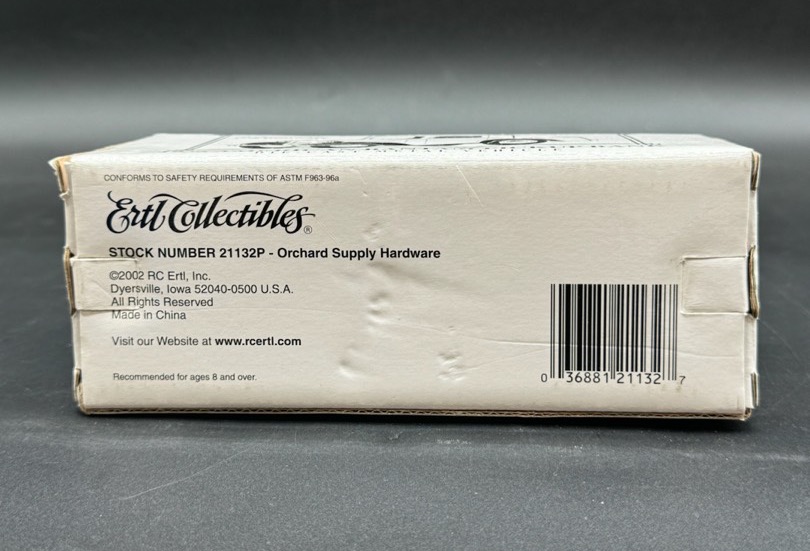 CONFORMS TO SAFETY REQUIREMENTS OF ASTM F963-96a
Ertl Collectibles®
STOCK NUMBER 21132P - Orchard Supply Hardware
©2002 RC Ertl, Inc.
Dyersville, Iowa 52040-0500 U.S.A.
All Rights Reserved
Made in China
Visit our Website at www.rcertl.com
Recommended for ages 8 and over.
0 36881 21132 7